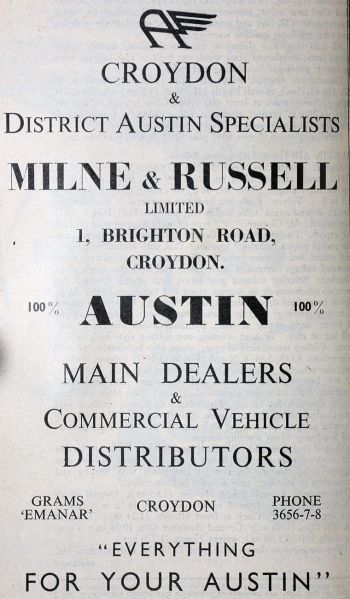 CROYDON
&
DISTRICT AUSTIN SPECIALISTS
MILNE & RUSSELL
LIMITED
1, BRIGHTON ROAD,
CROYDON.
100% AUSTIN 100%
MAIN DEALERS
&
COMMERCIAL VEHICLE
DISTRIBUTORS
GRAMS CROYDON PHONE
'EMANAR' 3656-7-8
"EVERYTHING
FOR YOUR AUSTIN"